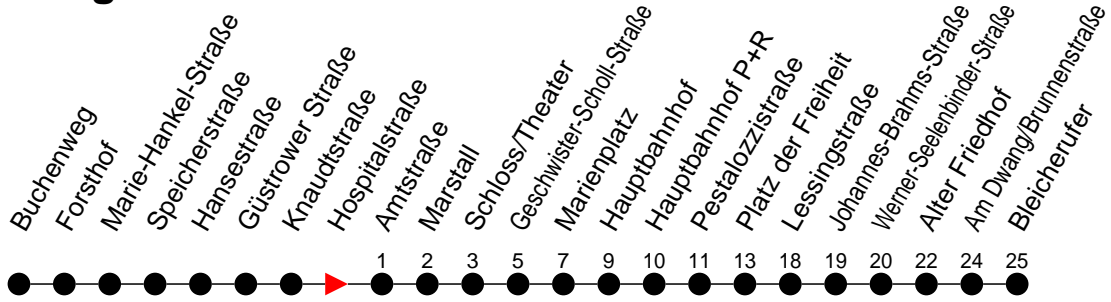 Buchenweg
Forsthof
Marie-Hankel-Straße
Speicherstraße
Hansestraße
Güstrower Straße
Knaudtstraße
Hospitalstraße
Amtstraße
Marstall
Schloss/Theater
Geschwister-Scholl-Straße
Marienplatz
Hauptbahnhof
Hauptbahnhof P+R
Pestalozzistraße
Platz der Freiheit
Lessingstraße
Johannes-Brahms-Straße
Werner-Seelenbinder-Straße
Alter Friedhof
Am Dwang/Brunnenstraße
Bleicherufer
1 2 3 5 7 9 10 11 13 18 19 20 22 24 25